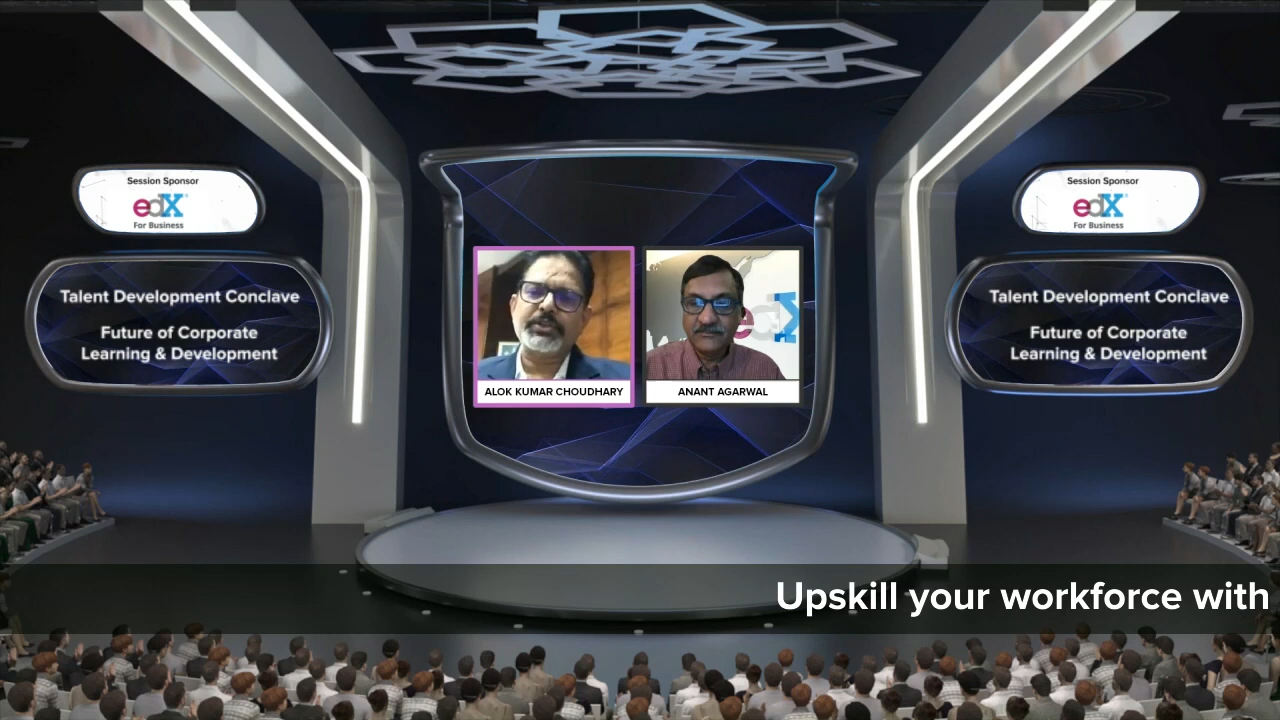 Session Sponsor
edX
For Business
Talent Development Conclave
Future of Corporate
Learning & Development
ALOK KUMAR CHOUDHARY
ANANT AGARWAL
edX
Session Sponsor
edX
For Business
Talent Development Conclave
Future of Corporate
Learning & Development
Upskill your workforce with